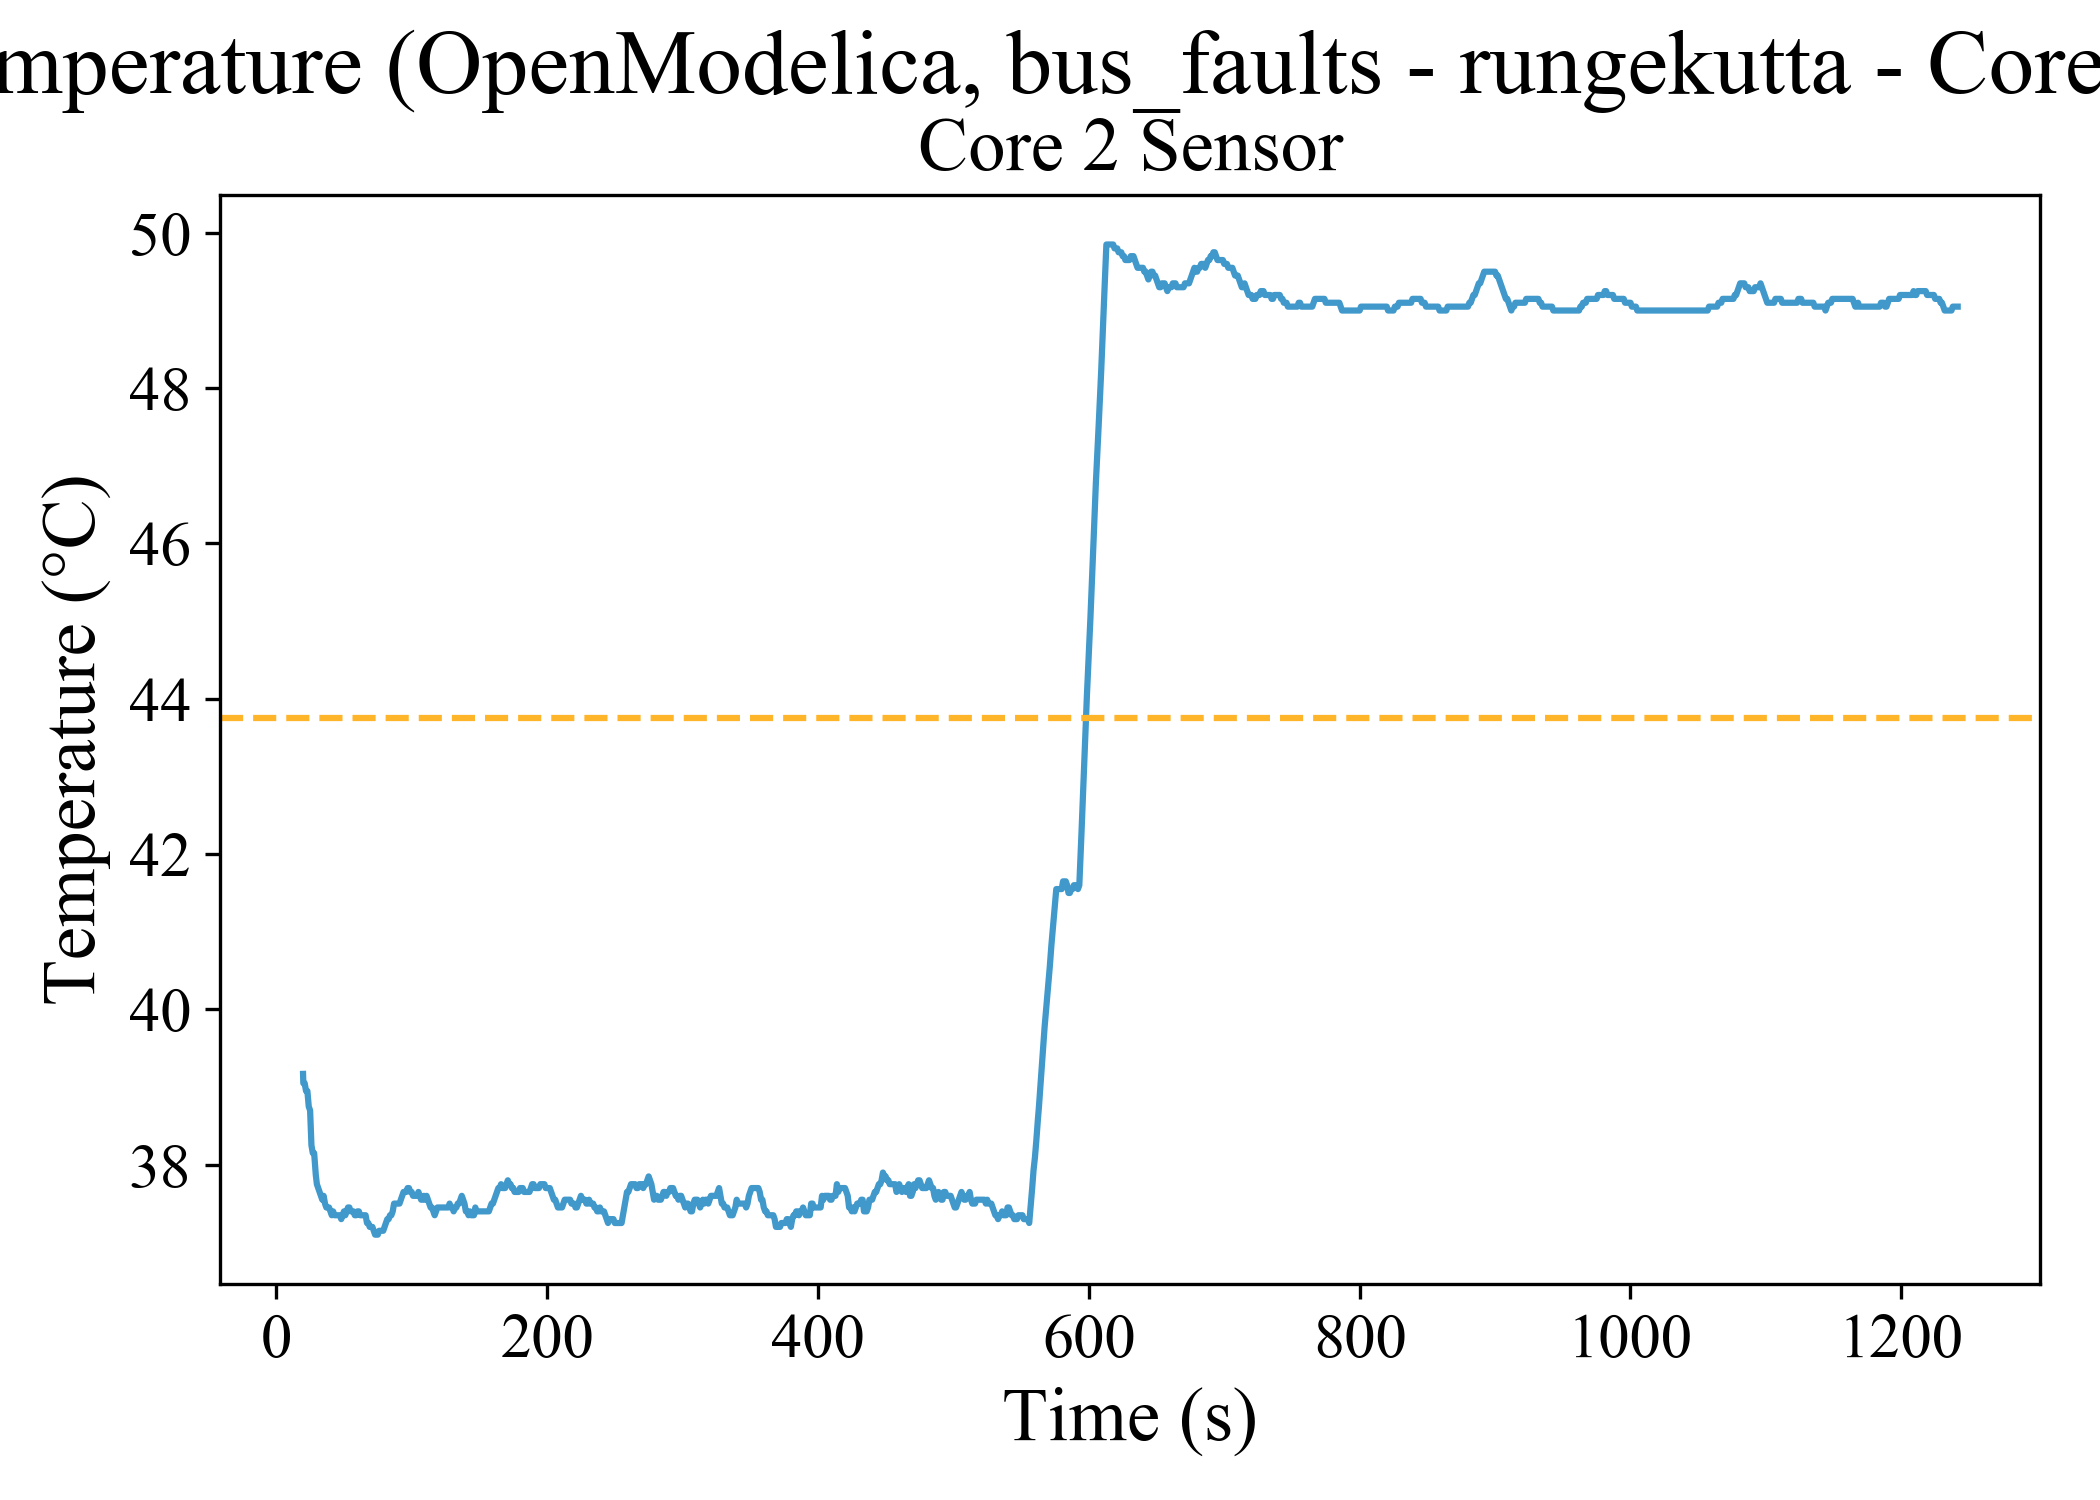 mperature (OpenModelica, bus_faults - rungekutta - Core
Core 2 Sensor
50
48
46
44
42
40
38
Temperature (°C)
0 200 400 600 800 1000 1200
Time (s)